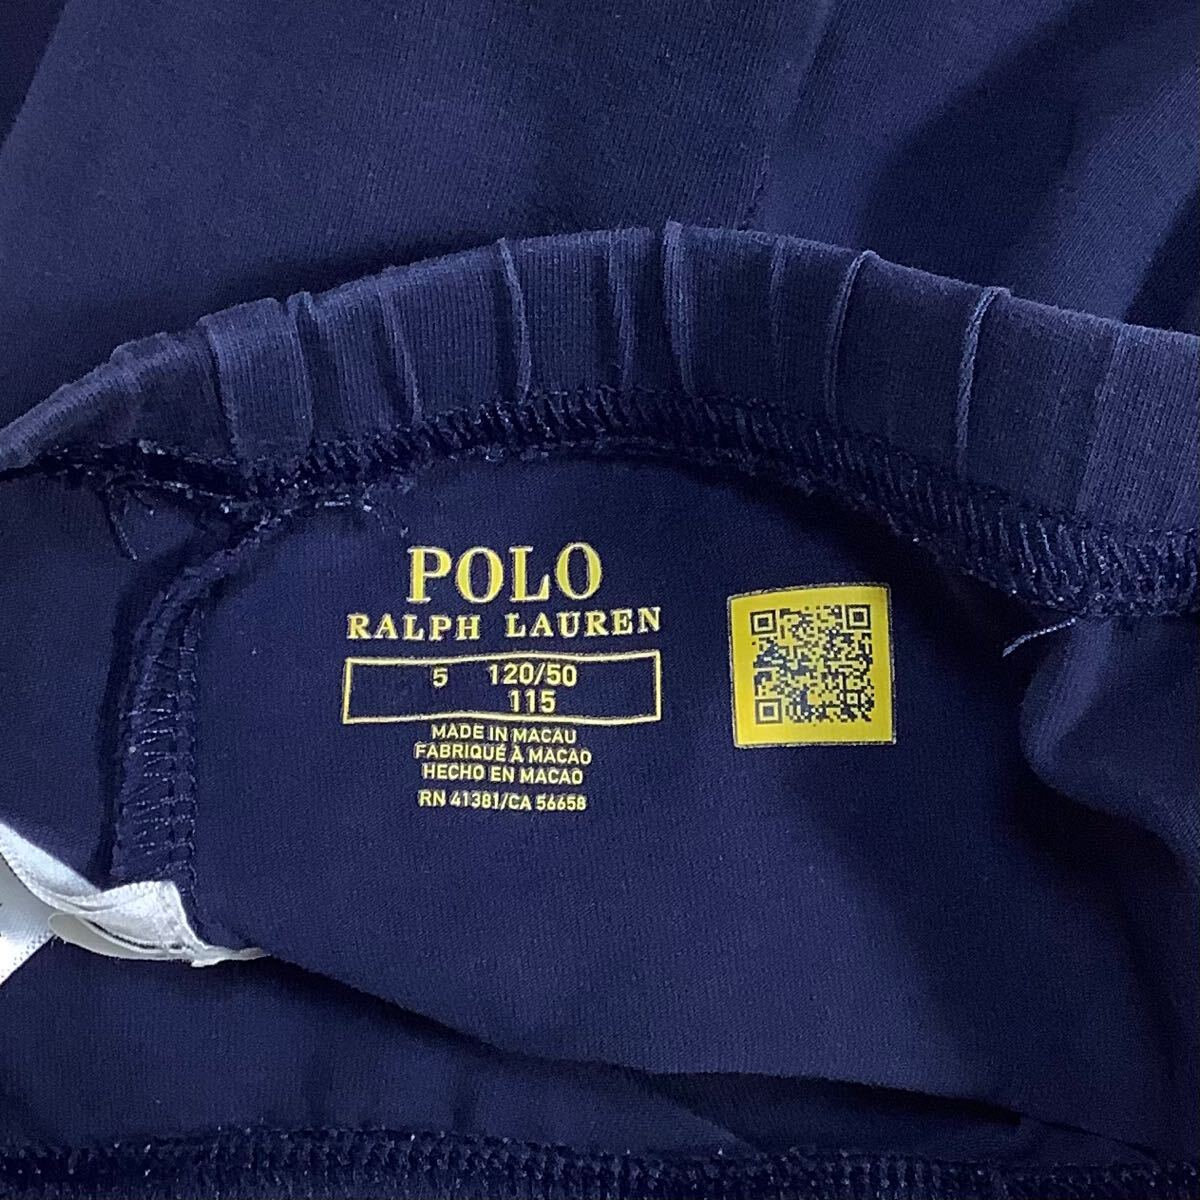 POLO
RALPH LAUREN
5 120/50
115
MADE IN MACAU
FABRIQUÉ À MACAO
HECHO EN MACAO
RN 41381/CA 56658